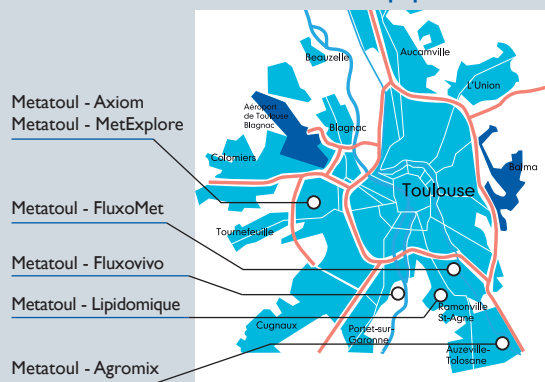 Metatoul - Axiom
Metatoul - MetExplore
Metatoul - FluxoMet
Metatoul - Fluxovivo
Metatoul - Lipidomique
Metatoul - Agromix
Beauzelle
Aucamville
L'Union
Aéroport
de Toulouse
Blagnac
Blagnac
Colomiers
Balma
Toulouse
Tournefeuille
Cugnaux
Portet-sur-
Garonne
Ramonville
St-Agne
Auzeville-
Tolosane